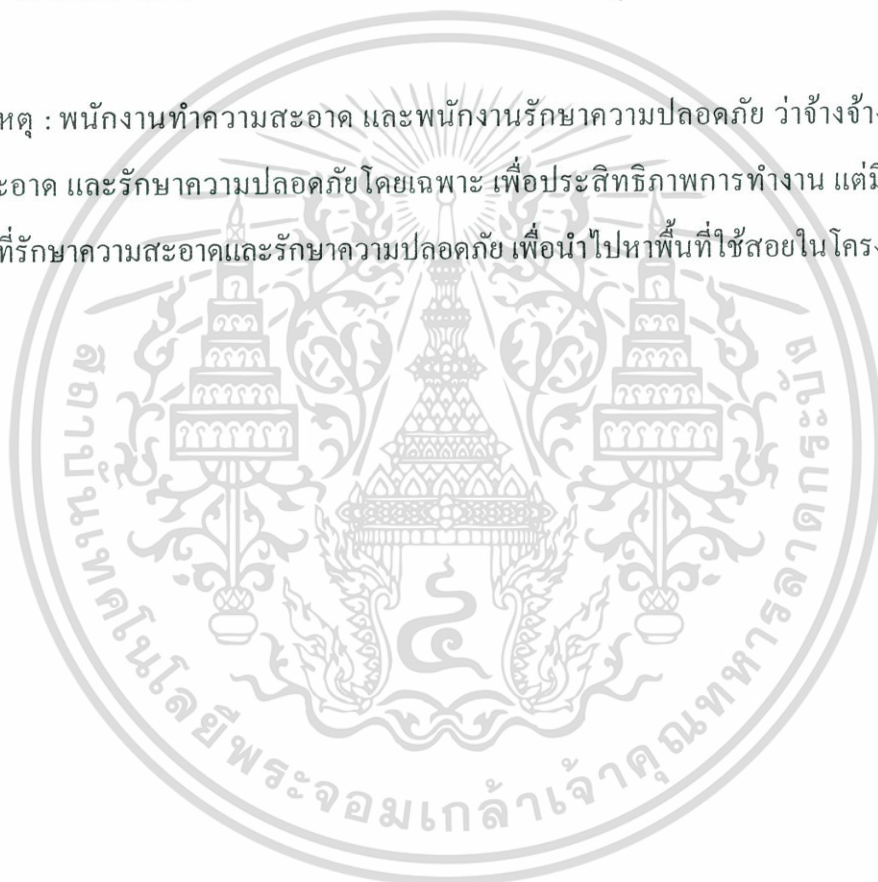 หตุ : พนักงานทำความสะอาด และพนักงานรักษาความปลอดภัย ว่าจ้างจ้าง
ะอาด และรักษาความปลอดภัยโดยเฉพาะ เพื่อประสิทธิภาพการทำงาน แต่มี
ที่รักษาความสะอาดและรักษาความปลอดภัย เพื่อนำไปหาพื้นที่ใช้สอยในโครง
สถาบันเทคโนโลยีพระจอมเกล้าเจ้าคุณทหารลาดกระบัง